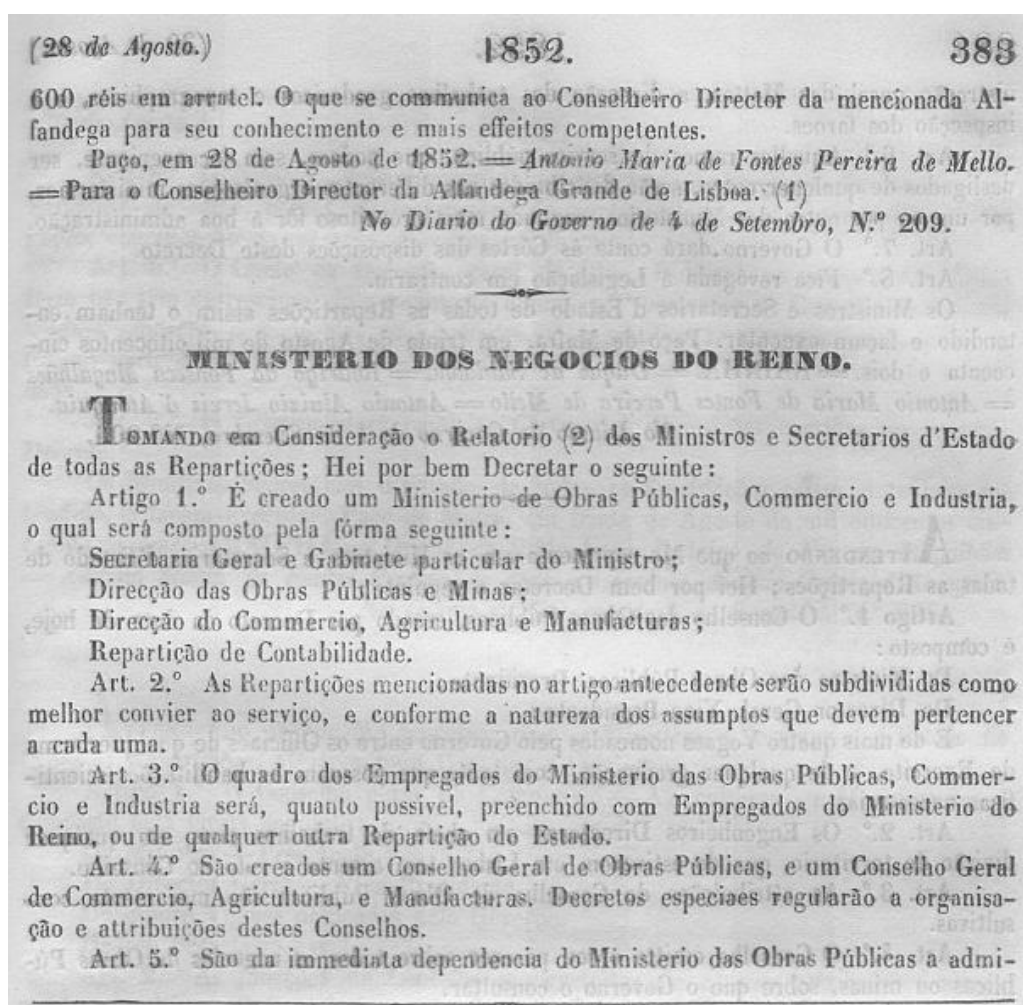 (28 de Agosto.) 1852. 383
600 réis em arratel. O que se communica ao Conselheiro Director da mencionada Al-
fandega para seu conhecimento e mais effeitos competentes.
Paço, em 28 de Agosto de 1852. = Antonio Maria de Fontes Pereira de Mello.
= Para o Conselheiro Director da Alfandega Grande de Lisboa. (1)
No Diario do Governo de 4 de Setembro, N.º 209.
MINISTERIO DOS NEGOCIOS DO REINO.
TOMANDO em Consideração o Relatorio (2) dos Ministros e Secretarios d'Estado
de todas as Repartições; Hei por bem Decretar o seguinte:
Artigo 1.º É creado um Ministerio de Obras Públicas, Commercio e Industria,
o qual será composto pela fórma seguinte:
Secretaria Geral e Gabinete particular do Ministro;
Direcção das Obras Públicas e Minas;
Direcção do Commercio, Agricultura e Manufacturas;
Repartição de Contabilidade.
Art. 2.º As Repartições mencionadas no artigo antecedente serão subdivididas como
melhor convier ao serviço, e conforme a natureza dos assumptos que devem pertencer
a cada uma.
Art. 3.º O quadro dos Empregados do Ministerio das Obras Públicas, Commer-
cio e Industria será, quanto possivel, preenchido com Empregados do Ministerio do
Reino, ou de qualquer outra Repartição do Estado.
Art. 4.º São creados um Conselho Geral de Obras Públicas, e um Conselho Geral
de Commercio, Agricultura, e Manufacturas. Decretos especiaes regularão a organisa-
ção e attribuições destes Conselhos.
Art. 5.º São da immediata dependencia do Ministerio das Obras Públicas a admi-